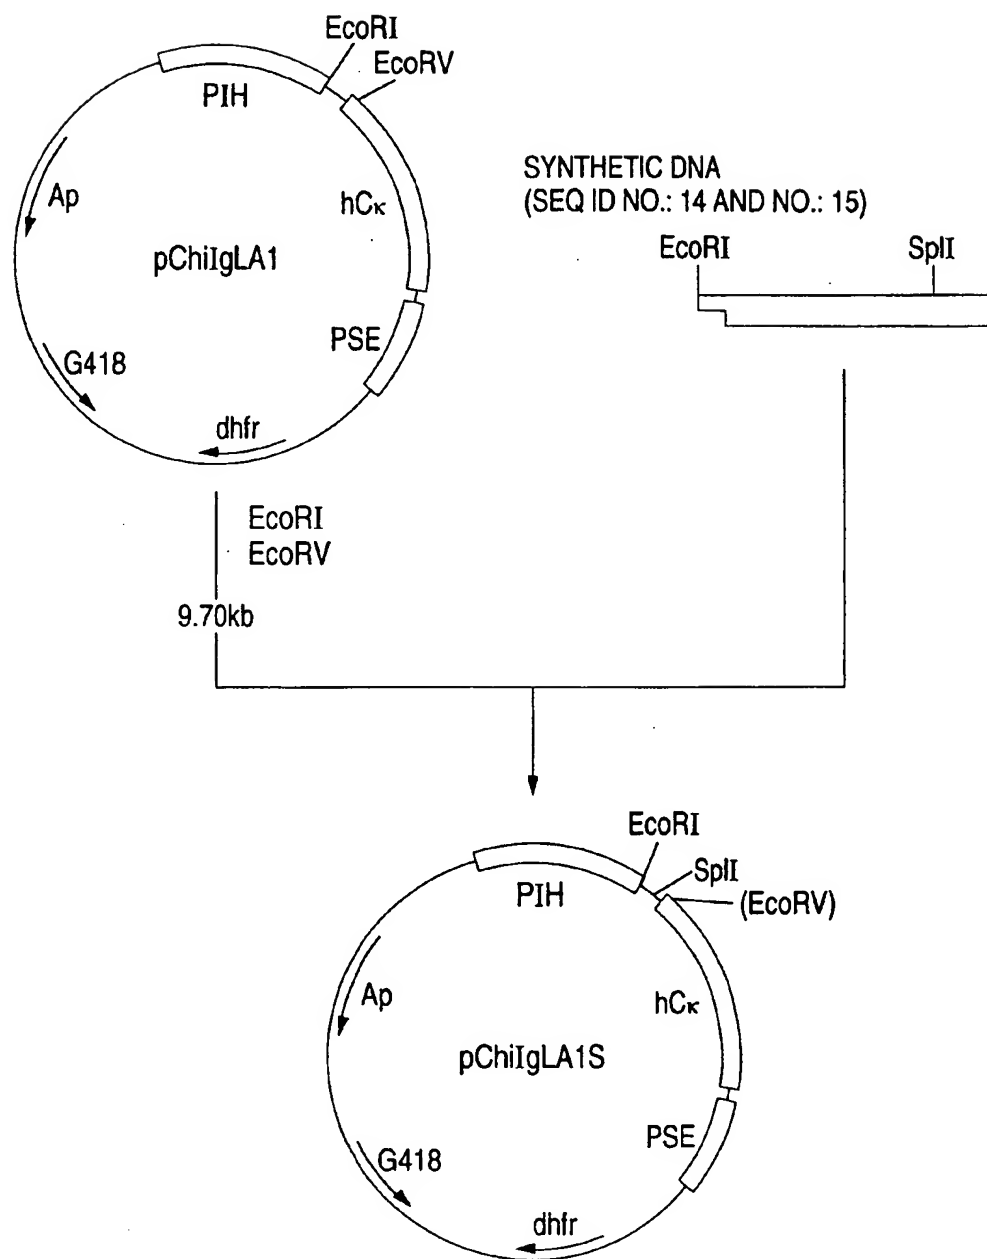 EcoRI
EcoRV
PIH
Ap
hCκ
pChiIgLA1
PSE
G418
dhfr
SYNTHETIC DNA
(SEQ ID NO.: 14 AND NO.: 15)
EcoRI
SplI
EcoRI
EcoRV
9.70kb
EcoRI
SplI
(EcoRV)
PIH
Ap
hCκ
pChiIgLA1S
PSE
G418
dhfr